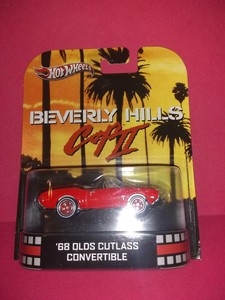 Hot Wheels
BEVERLY HILLS
Cop II
'68 OLDS CUTLASS
CONVERTIBLE